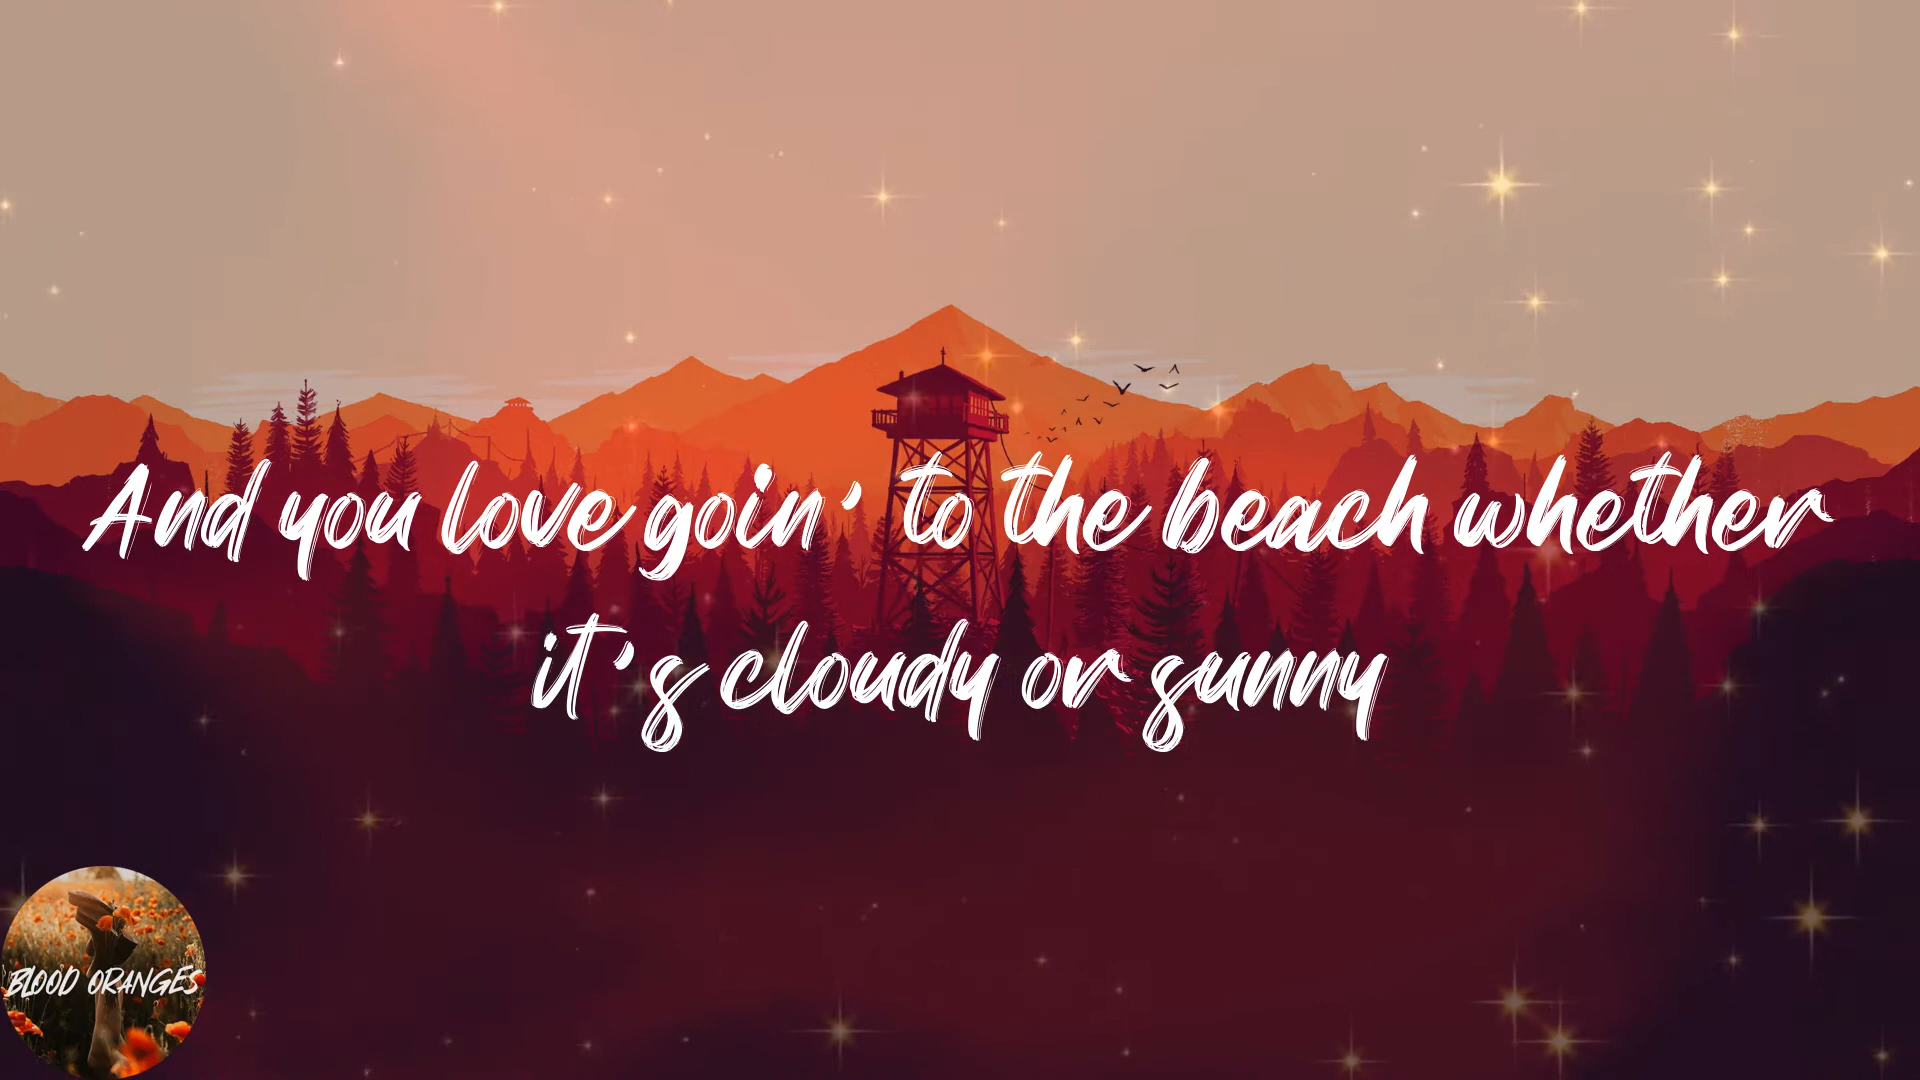 And you love goin' to the beach whether
it's cloudy or sunny
BLOOD ORANGES